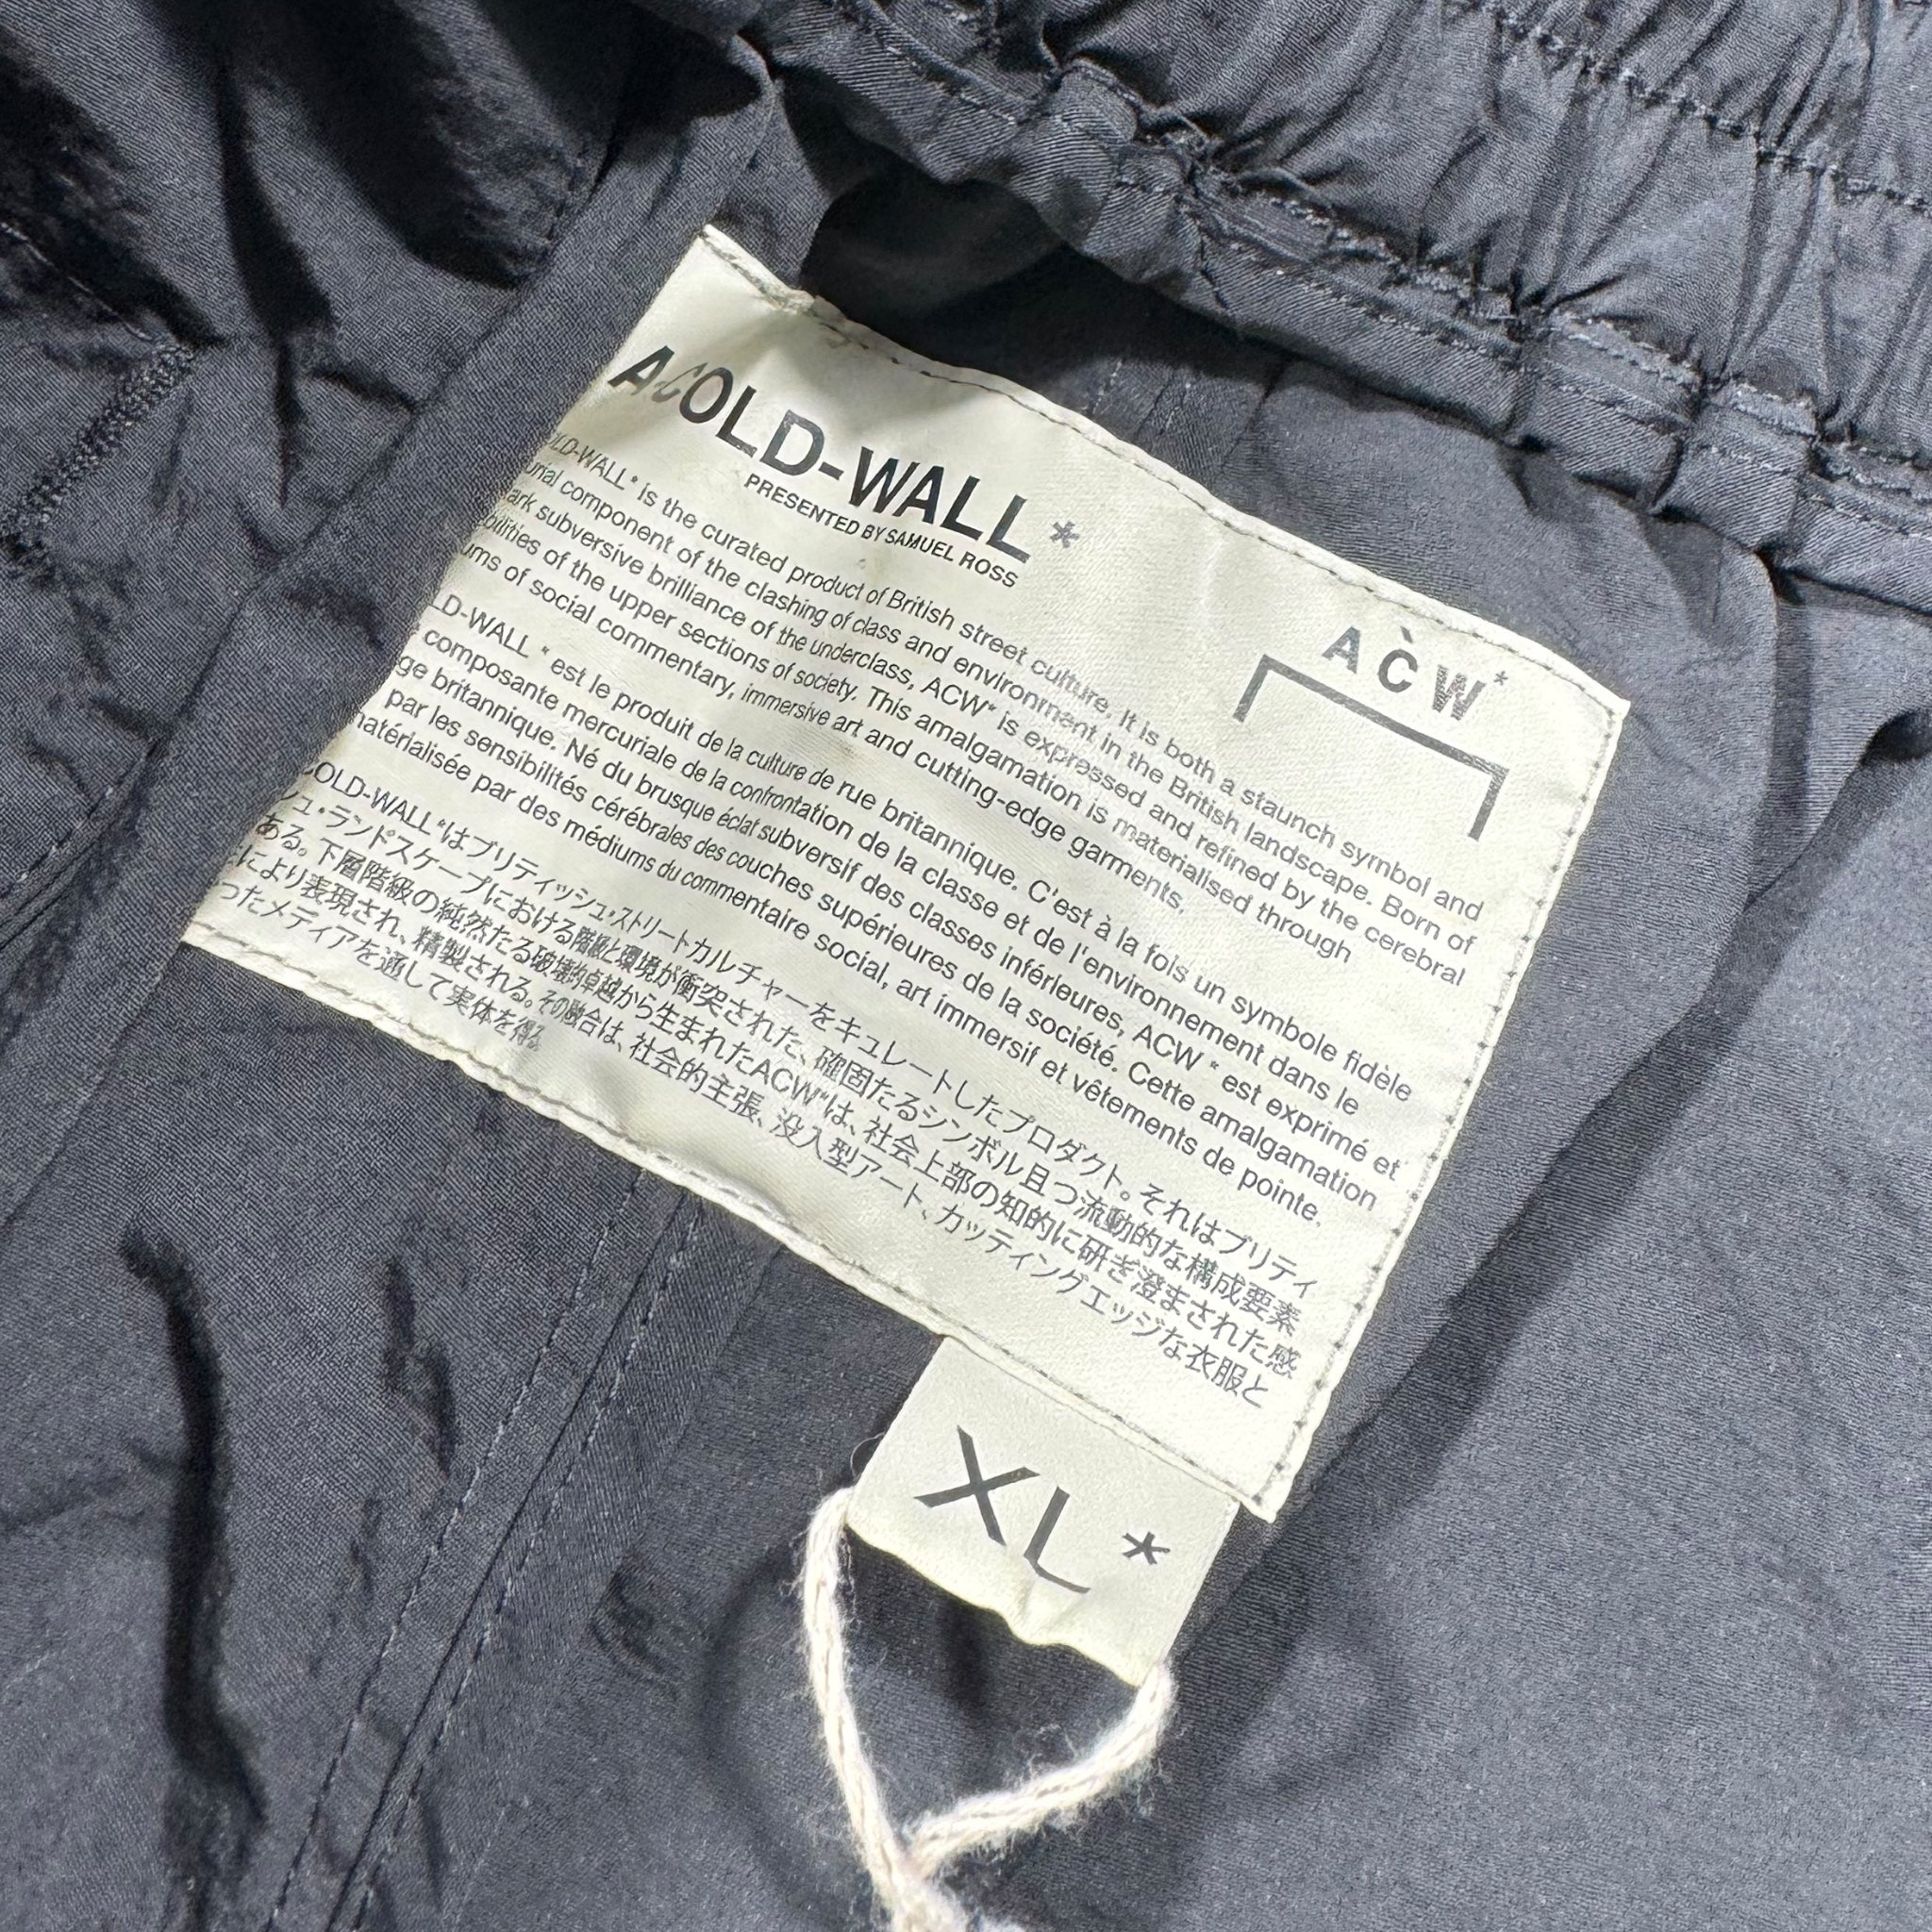 A-COLD-WALL*
PRESENTED BY SAMUEL ROSS
ACW*
OLD-WALL* is the curated product of British street culture, It is both a staunch symbol and
component of the clashing of class and environment in the British landscape. Born of
subversive brilliance of the underclass, ACW* is expressed and refined by the cerebral
of the upper sections of society. This amalgamation is materialised through
of social commentary, immersive art and cutting-edge garments,
LD-WALL * est le produit de la culture de rue britannique. C'est à la fois un symbole fidèle
composante mercuriale de la confrontation de la classe et de l'environnement dans le
ge britannique. Né du brusque éclat subversif des classes inférieures, ACW * est exprimé et
par les sensibilités cérébrales des couches supérieures de la société. Cette amalgamation
matérialisée par des médiums du commentaire social, art immersif et vêtements de pointe.
COLD-WALL*はブリティッシュ・ストリートカルチャーをキュレートしたプロダクト。それはブリティ
シュ・ランドスケープにおける階級と環境が衝突された、確固たるシンボル且つ流動的な構成要素
ある。下層階級の純然たる破壊的卓越から生まれたACW*は、社会上部の知的に研ぎ澄まされた感
により表現され、精製される。その融合は、社会的主張、没入型アート、カッティングエッジな衣服と
ったメディアを通して実体を得る。
XL*